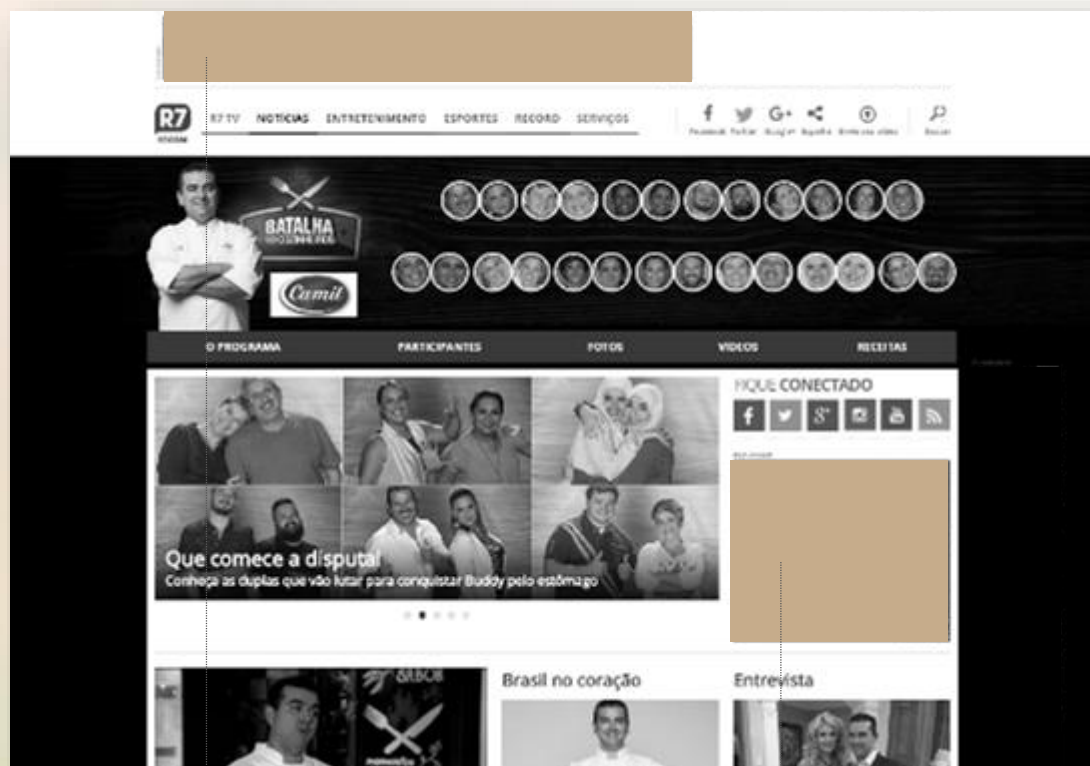 R7
R7 TV NOTÍCIAS ENTRETENIMENTO ESPORTES RECORD SERVIÇOS
BATALHA
Camil
O PROGRAMA PARTICIPANTES FOTOS VÍDEOS RECEITAS
FIQUE CONECTADO
Que comece a disputa!
Conheça as duplas que vão lutar para conquistar Buddy pelo estômago
Brasil no coração
Entrevista